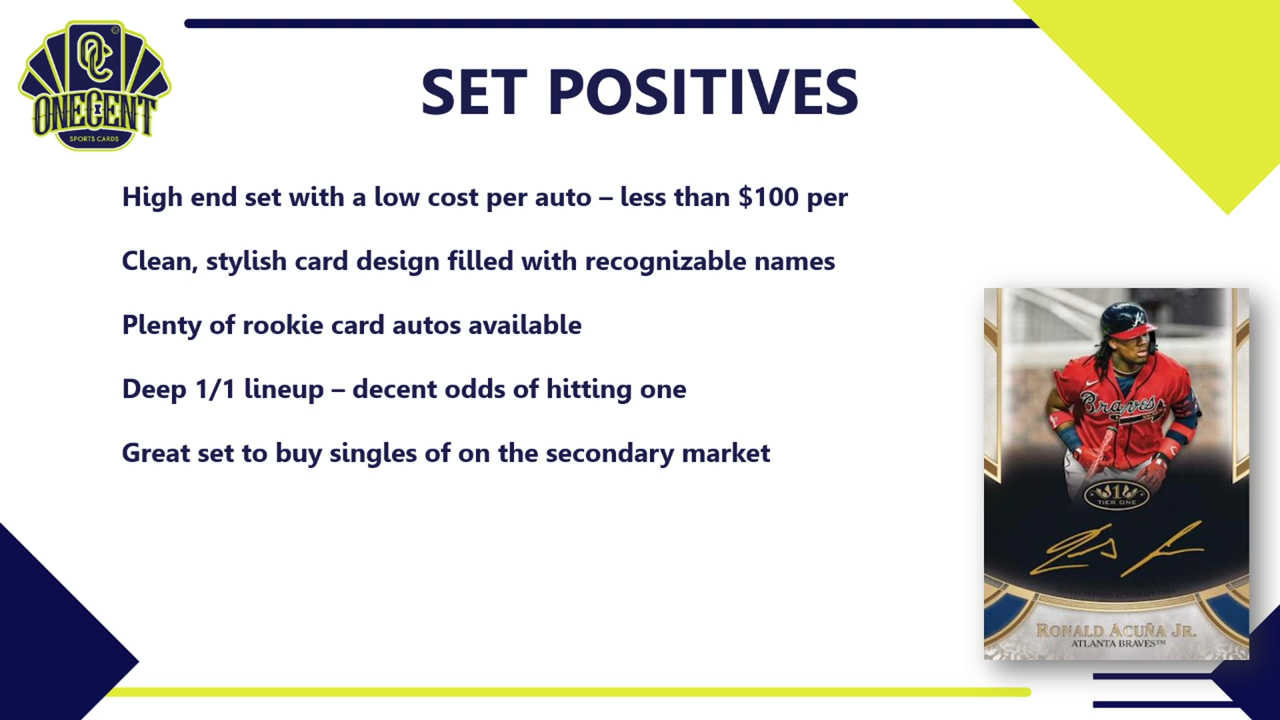 OC
ONECENT
SPORTS CARDS
SET POSITIVES
High end set with a low cost per auto – less than $100 per
Clean, stylish card design filled with recognizable names
Plenty of rookie card autos available
Deep 1/1 lineup – decent odds of hitting one
Great set to buy singles of on the secondary market
Braves
1
TIER ONE
RONALD ACUÑA JR.
ATLANTA BRAVES™